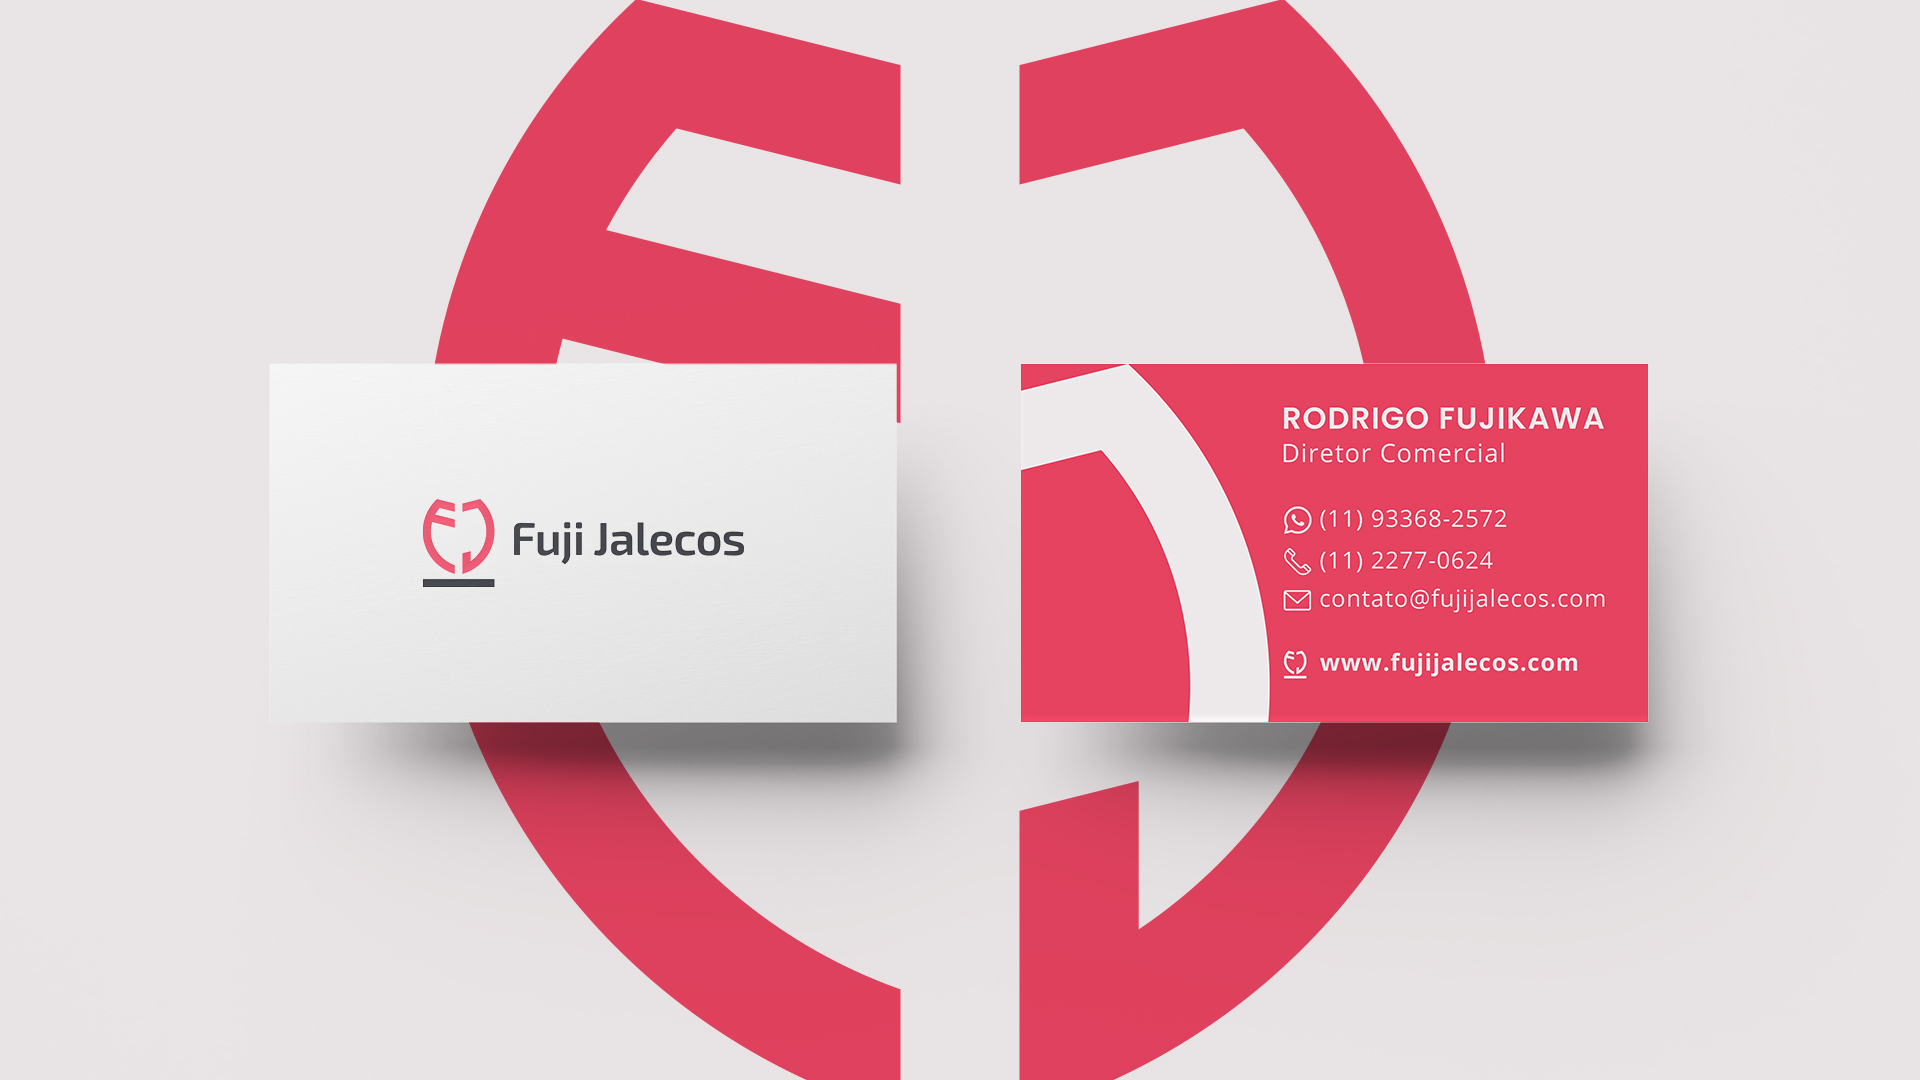 Fuji Jalecos
RODRIGO FUJIKAWA
Diretor Comercial
(11) 93368-2572
(11) 2277-0624
contato@fujijalecos.com
www.fujijalecos.com